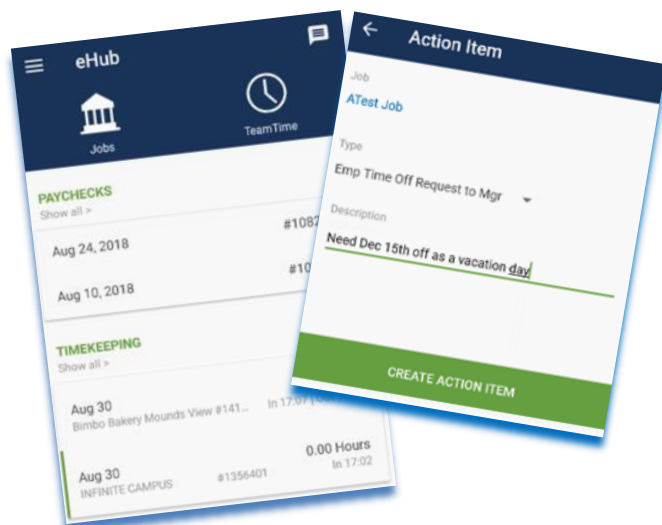 eHub
Jobs
TeamTime
PAYCHECKS
Show all >
Aug 24, 2018 #1082
Aug 10, 2018 #10
TIMEKEEPING
Show all >
Aug 30
Bimbo Bakery Mounds View #141... In 17:07 |
Aug 30 0.00 Hours
INFINITE CAMPUS #1356401 In 17:02
Action Item
Job
ATest Job
Type
Emp Time Off Request to Mgr
Description
Need Dec 15th off as a vacation day
CREATE ACTION ITEM